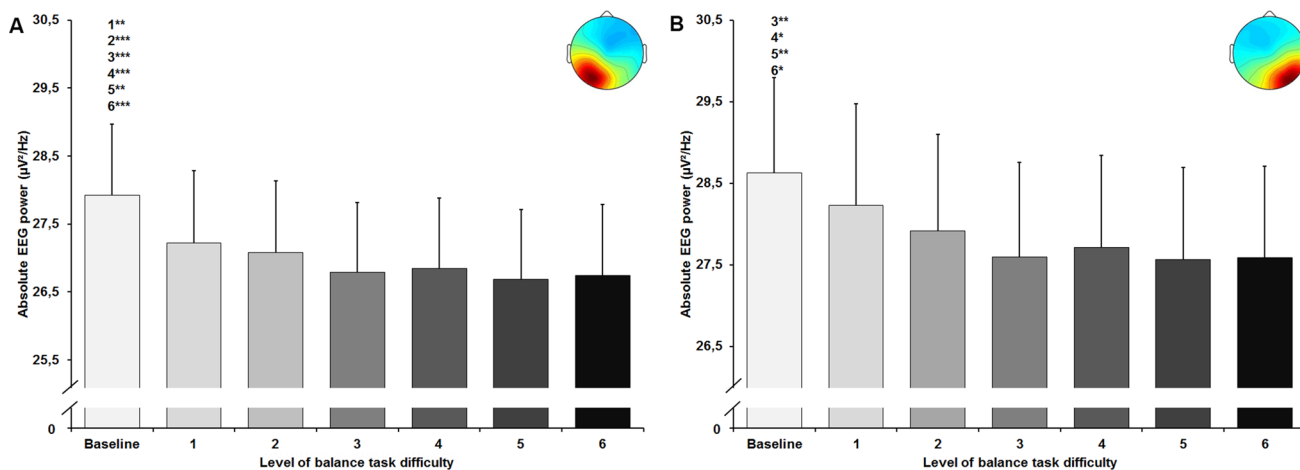 A
30,5
29,5
28,5
27,5
26,5
25,5
0
Absolute EEG power (µV²/Hz)
1**
2***
3***
4***
5**
6***
Baseline 1 2 3 4 5 6
Level of balance task difficulty
B
30,5
29,5
28,5
27,5
26,5
0
Absolute EEG power (µV²/Hz)
3**
4*
5**
6*
Baseline 1 2 3 4 5 6
Level of balance task difficulty